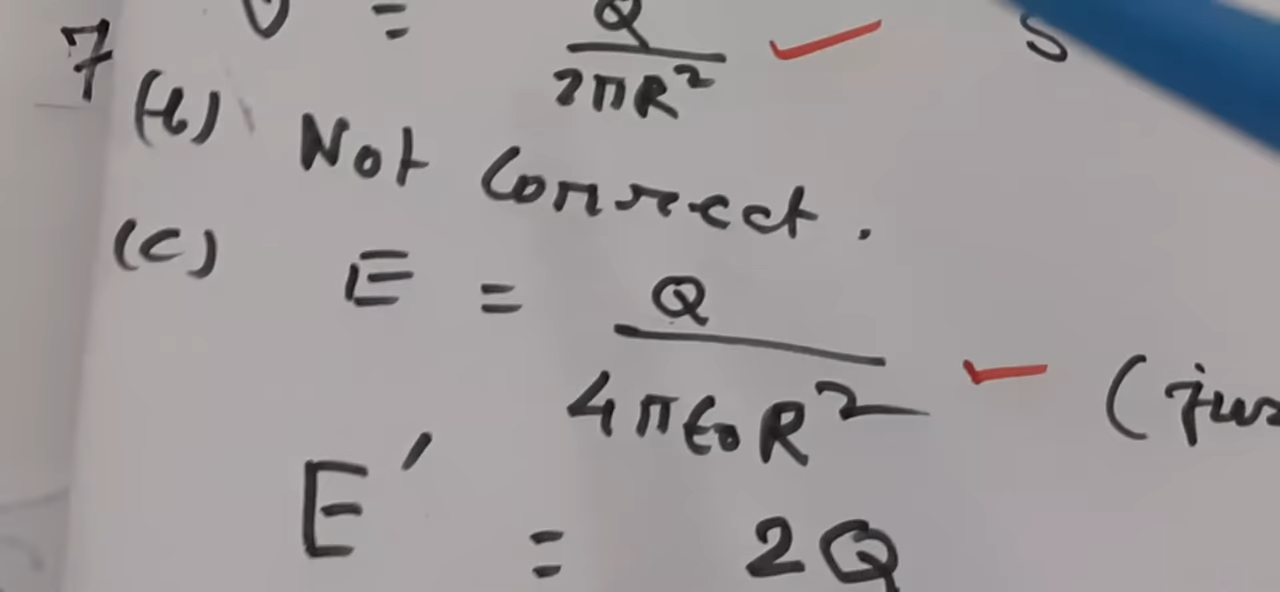 7 = Q / 2πR²
(b) Not Correct.
(c) E = Q / 4πε₀R²
E' = 2Q